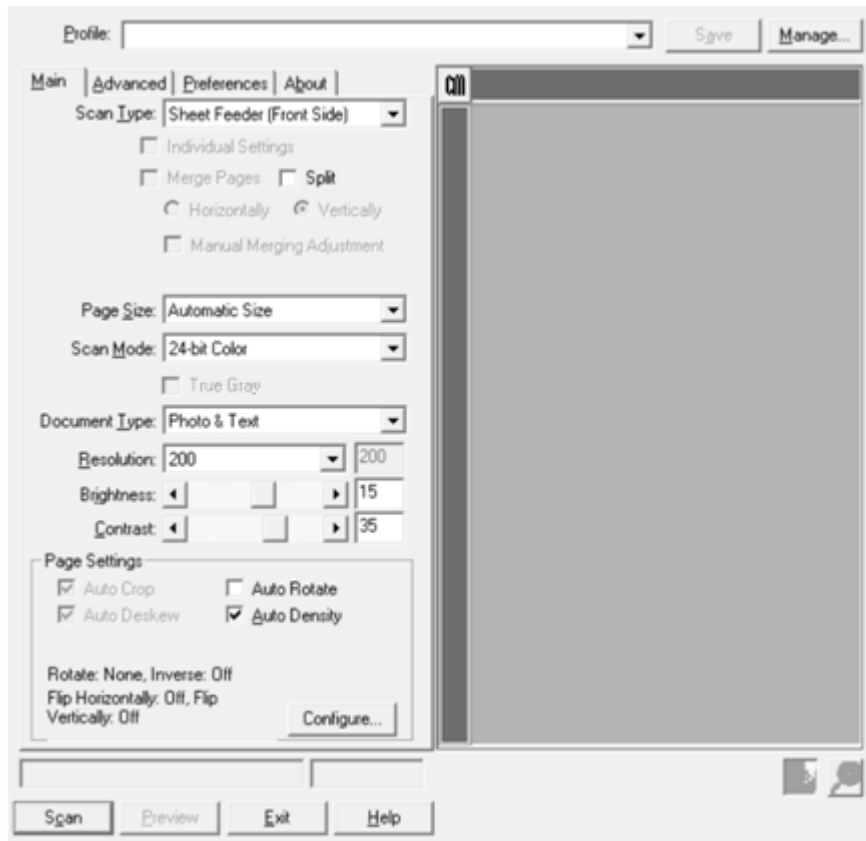 Profile: Save Manage...
Main Advanced Preferences About cm
Scan Type: Sheet Feeder (Front Side)
Individual Settings
Merge Pages Split
Horizontally Vertically
Manual Merging Adjustment
Page Size: Automatic Size
Scan Mode: 24-bit Color
True Gray
Document Type: Photo & Text
Resolution: 200 200
Brightness: 15
Contrast: 35
Page Settings
Auto Crop Auto Rotate
Auto Deskew Auto Density
Rotate: None, Inverse: Off
Flip Horizontally: Off, Flip
Vertically: Off
Configure...
Scan Preview Exit Help